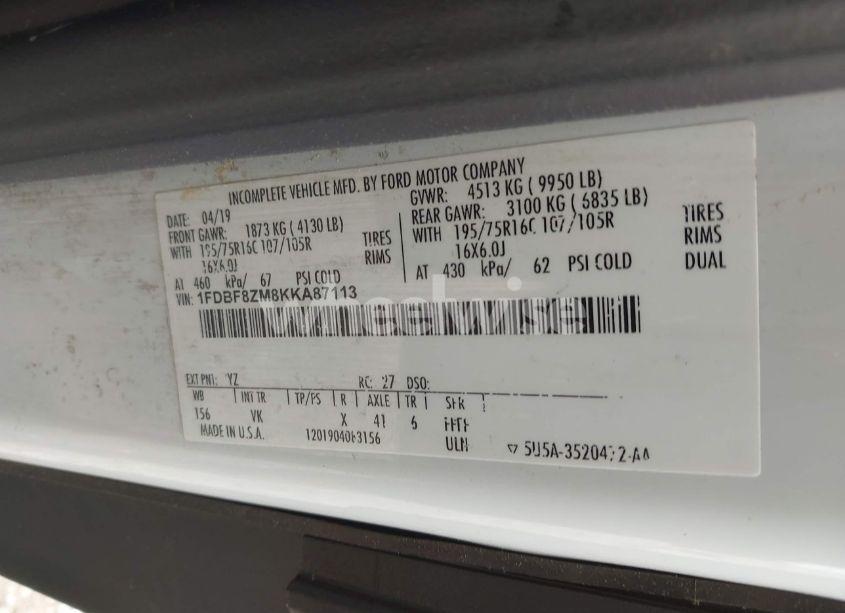 INCOMPLETE VEHICLE MFD. BY FORD MOTOR COMPANY
DATE: 04/19 GVWR: 4513 KG ( 9950 LB)
FRONT GAWR: 1873 KG ( 4130 LB) REAR GAWR: 3100 KG ( 6835 LB)
WITH 195/75R16C 107/105R TIRES WITH 195/75R16C 107/105R TIRES
16X6.0J RIMS 16X6.0J RIMS
AT 460 kPa/ 67 PSI COLD AT 430 kPa/ 62 PSI COLD DUAL
VIN: 1FDBF8ZM8KKA87113
wheelwise
EXT PNT: YZ RC: 27 DSO:
WB INT TR TP/PS R AXLE TR SPR
156 VK X 41 6
MADE IN U.S.A.